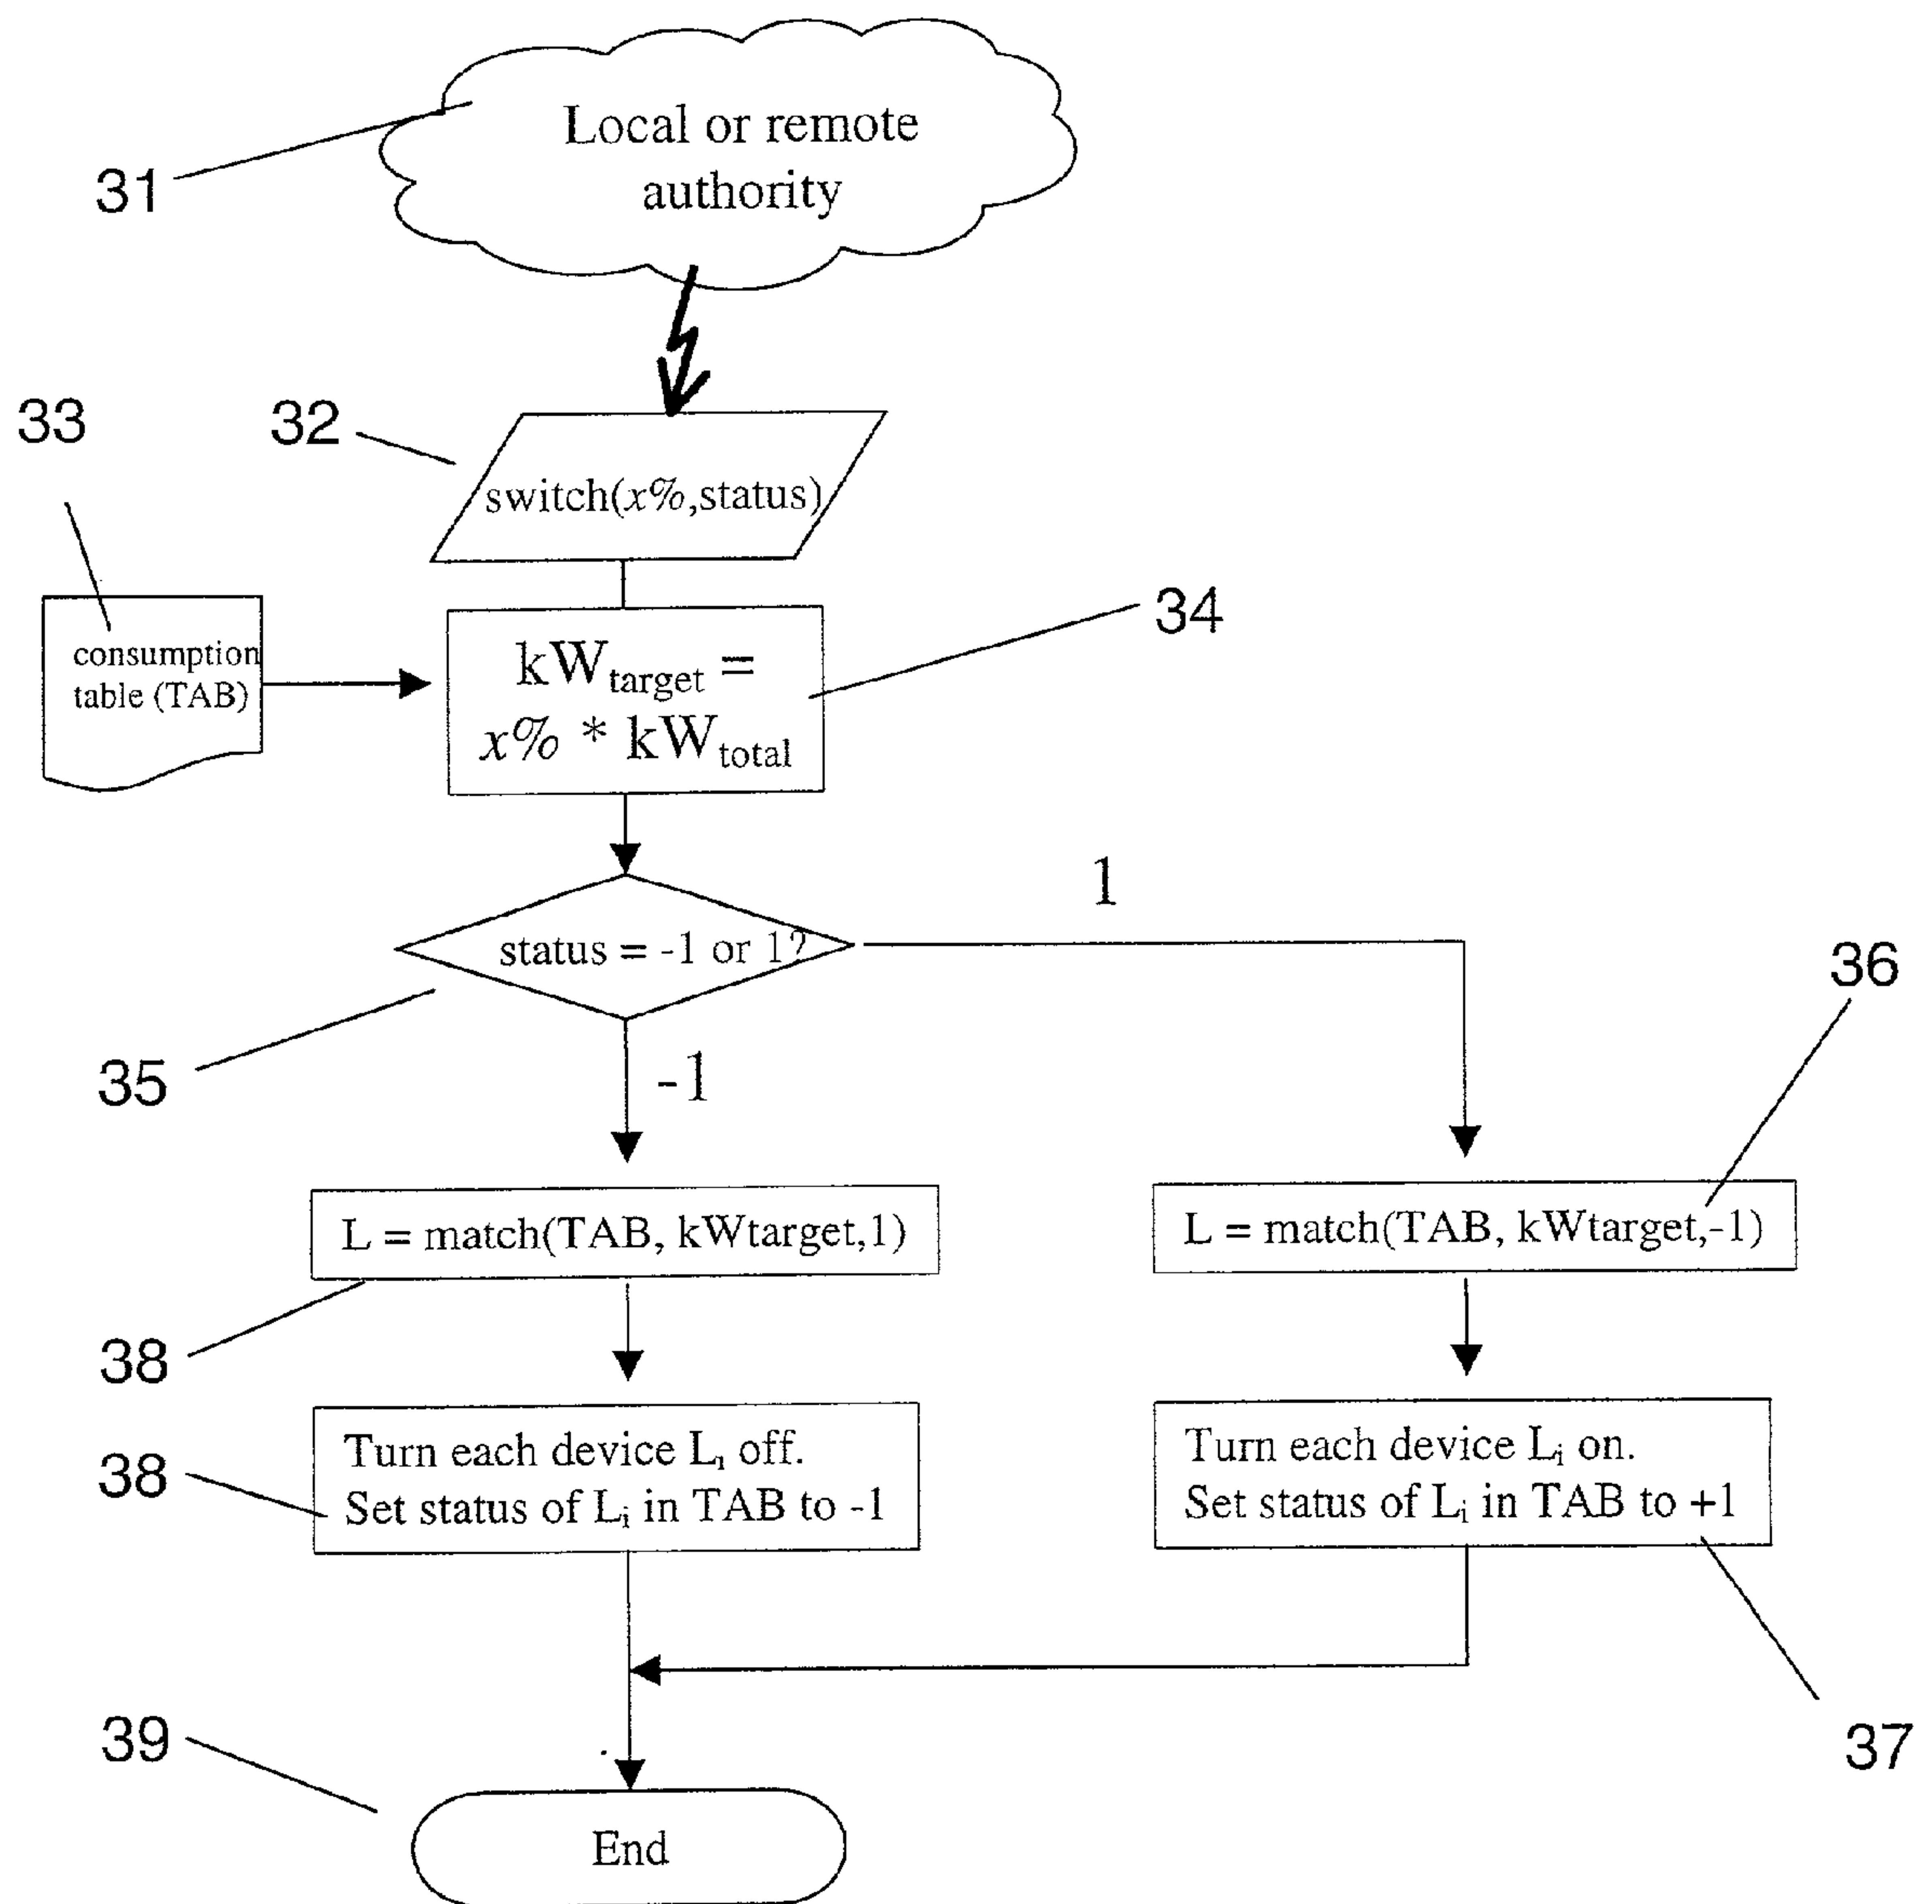 Local or remote
authority
31
33
32
switch(x%,status)
34
consumption
table (TAB)
kWtarget =
x% * kWtotal
1
status = -1 or 1?
36
35
-1
L = match(TAB, kWtarget,1)
L = match(TAB, kWtarget,-1)
38
Turn each device Li off.
Set status of Li in TAB to -1
38
Turn each device Li on.
Set status of Li in TAB to +1
39
37
End